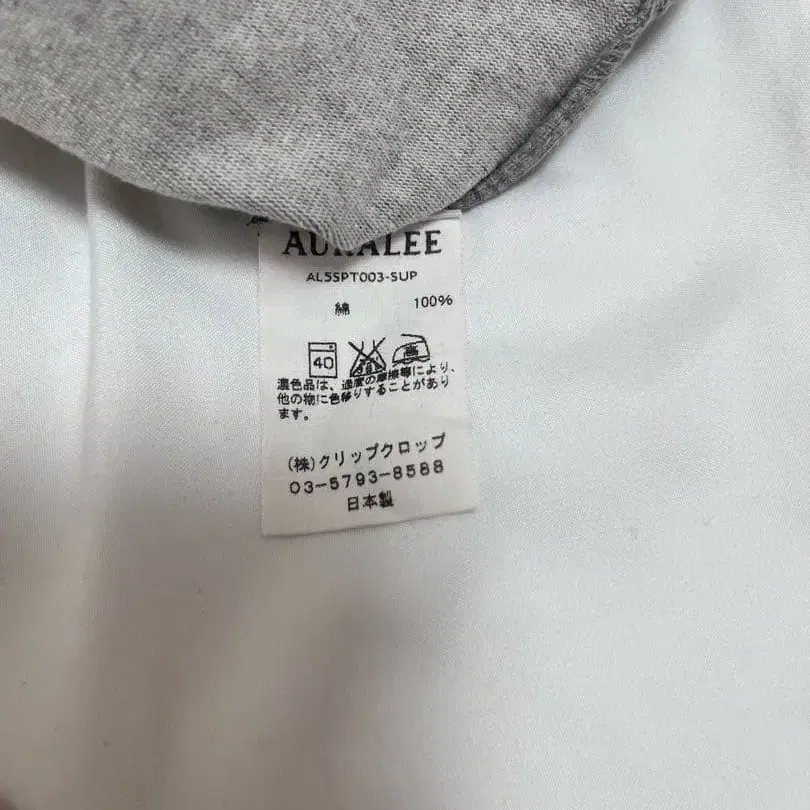 AURALEE
AL5SPT003-SUP
綿 100%
40
濃色品は、過度の摩擦等により、
他の物に色移りすることがあり
ます。
(株)クリップクロップ
03-5793-8588
日本製